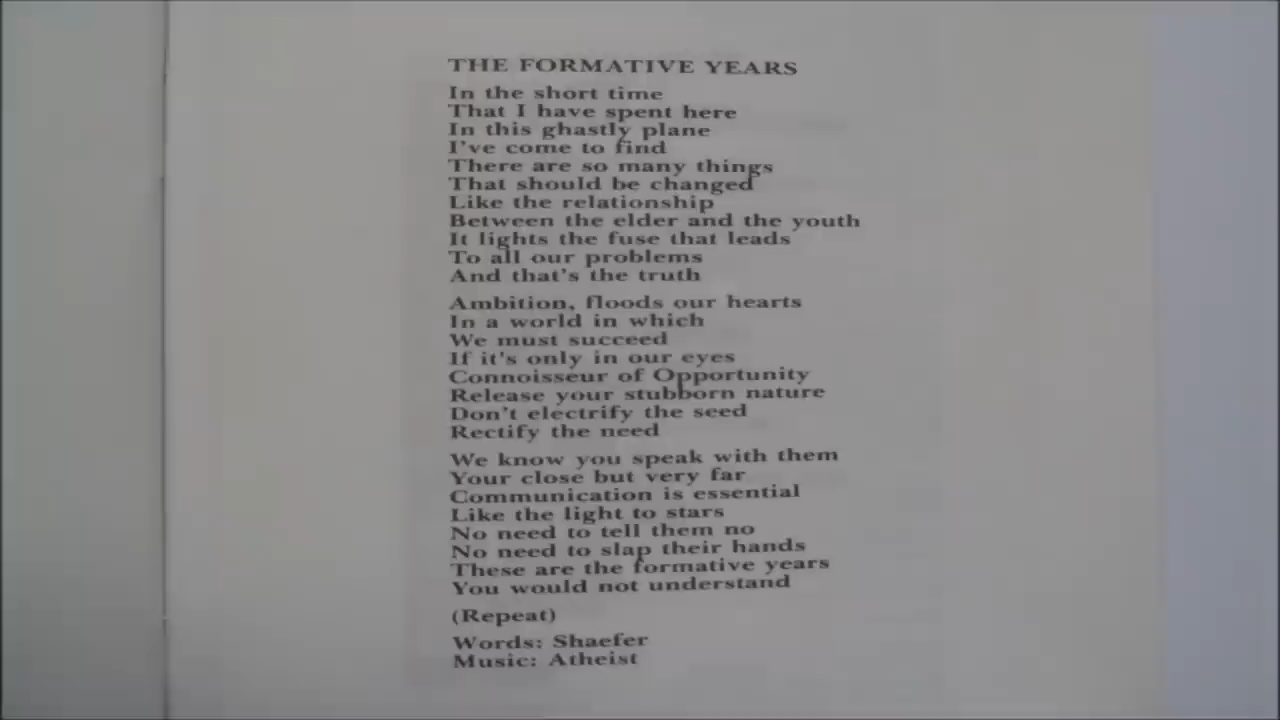 THE FORMATIVE YEARS
In the short time
That I have spent here
In this ghastly plane
I've come to find
There are so many things
That should be changed
Like the relationship
Between the elder and the youth
It lights the fuse that leads
To all our problems
And that's the truth
Ambition, floods our hearts
In a world in which
We must succeed
If it's only in our eyes
Connoisseur of Opportunity
Release your stubborn nature
Don't electrify the seed
Rectify the need
We know you speak with them
Your close but very far
Communication is essential
Like the light to stars
No need to tell them no
No need to slap their hands
These are the formative years
You would not understand
(Repeat)
Words: Shaefer
Music: Atheist